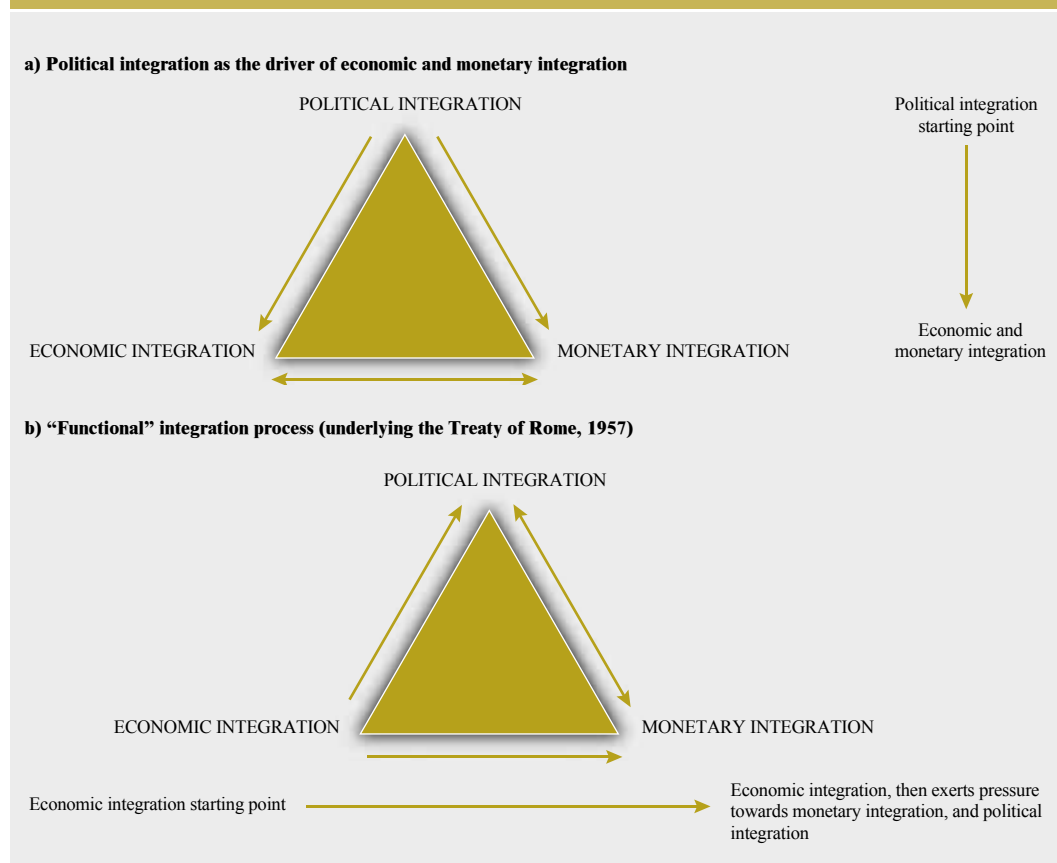 a) Political integration as the driver of economic and monetary integration
POLITICAL INTEGRATION
Political integration
starting point
ECONOMIC INTEGRATION
MONETARY INTEGRATION
Economic and
monetary integration
b) “Functional” integration process (underlying the Treaty of Rome, 1957)
POLITICAL INTEGRATION
ECONOMIC INTEGRATION
MONETARY INTEGRATION
Economic integration starting point
Economic integration, then exerts pressure
towards monetary integration, and political
integration